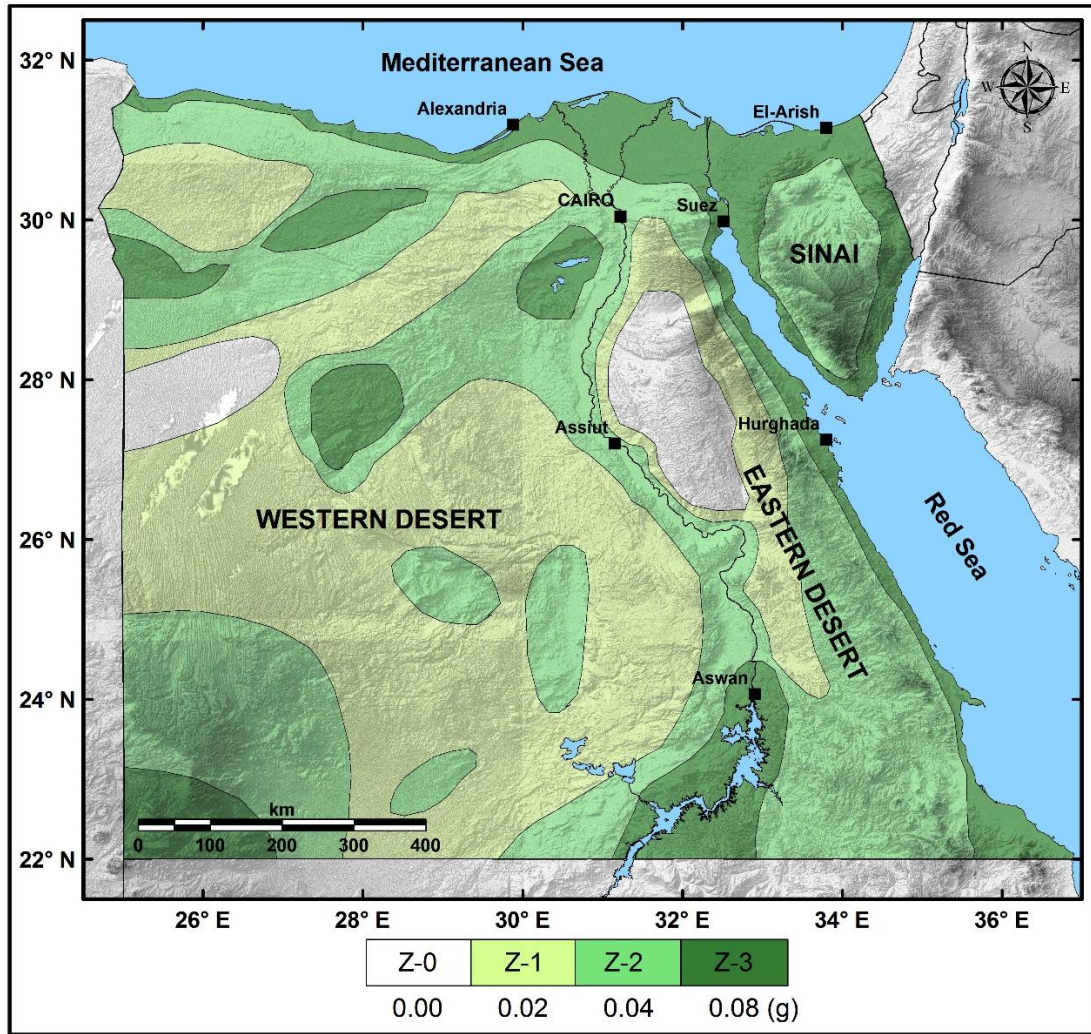 32° N
30° N
28° N
26° N
24° N
22° N
Mediterranean Sea
N
W E
S
Alexandria
El-Arish
CAIRO
Suez
SINAI
Assiut
Hurghada
WESTERN DESERT
EASTERN DESERT
Red Sea
Aswan
km
0 100 200 300 400
26° E 28° E 30° E 32° E 34° E 36° E
Z-0 Z-1 Z-2 Z-3
0.00 0.02 0.04 0.08 (g)